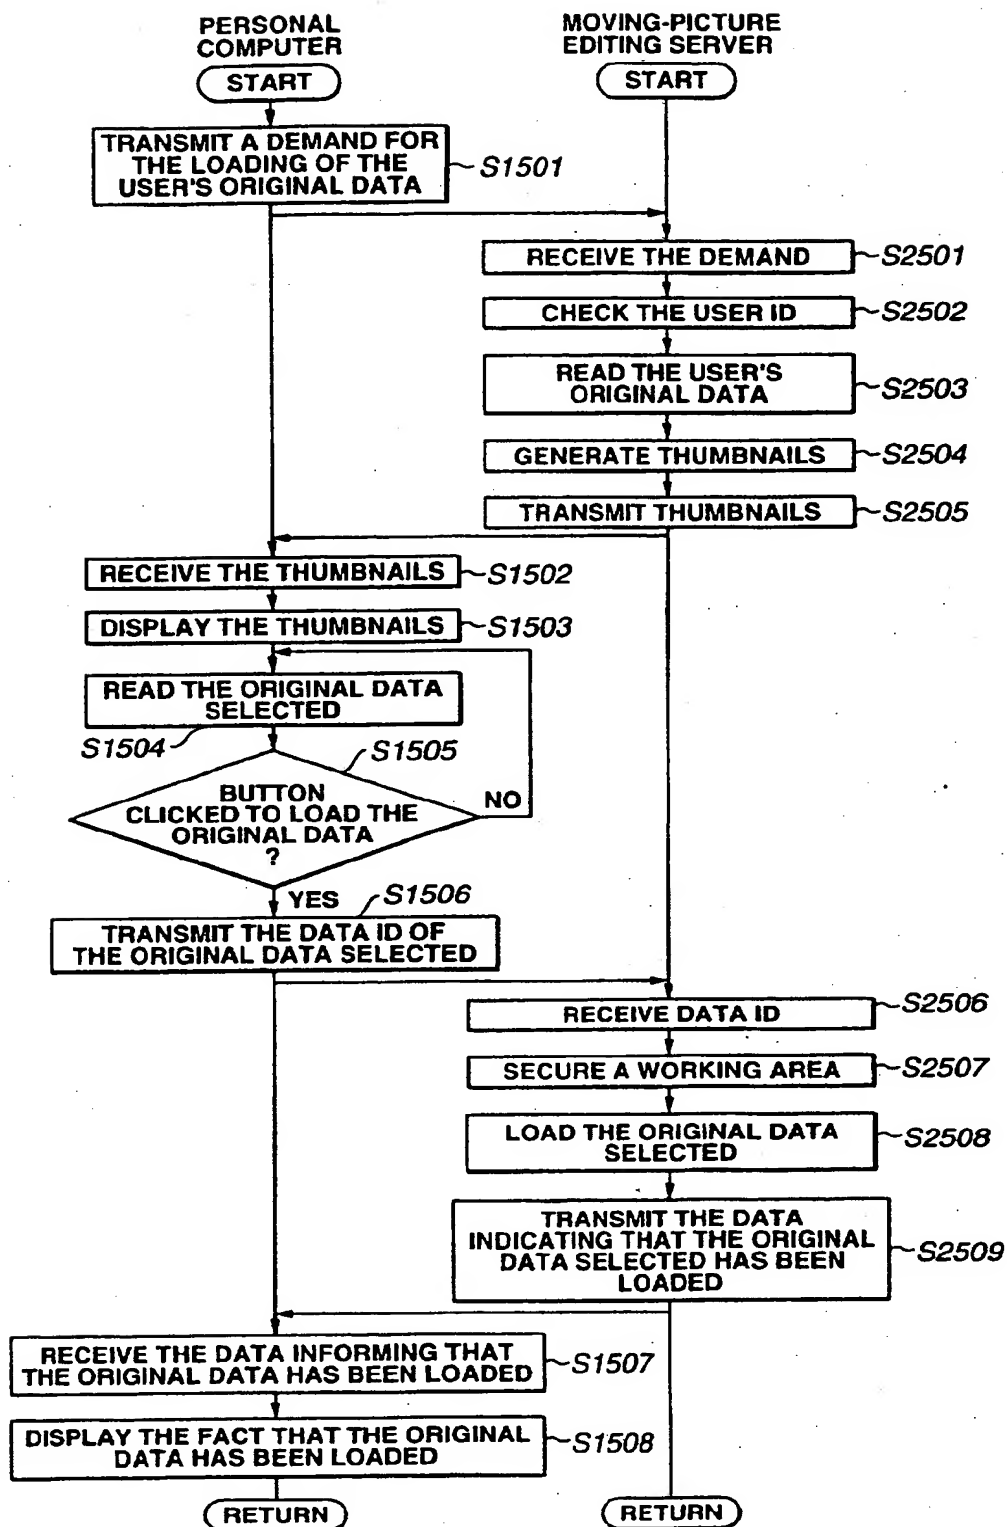 PERSONAL
COMPUTER
MOVING-PICTURE
EDITING SERVER
START
START
TRANSMIT A DEMAND FOR
THE LOADING OF THE
USER'S ORIGINAL DATA
S1501
RECEIVE THE DEMAND
S2501
CHECK THE USER ID
S2502
READ THE USER'S
ORIGINAL DATA
S2503
GENERATE THUMBNAILS
S2504
TRANSMIT THUMBNAILS
S2505
RECEIVE THE THUMBNAILS
S1502
DISPLAY THE THUMBNAILS
S1503
READ THE ORIGINAL DATA
SELECTED
S1504
S1505
BUTTON
CLICKED TO LOAD THE
ORIGINAL DATA
?
NO
YES
S1506
TRANSMIT THE DATA ID OF
THE ORIGINAL DATA SELECTED
RECEIVE DATA ID
S2506
SECURE A WORKING AREA
S2507
LOAD THE ORIGINAL DATA
SELECTED
S2508
TRANSMIT THE DATA
INDICATING THAT THE ORIGINAL
DATA SELECTED HAS BEEN
LOADED
S2509
RECEIVE THE DATA INFORMING THAT
THE ORIGINAL DATA HAS BEEN LOADED
S1507
DISPLAY THE FACT THAT THE ORIGINAL
DATA HAS BEEN LOADED
S1508
RETURN
RETURN